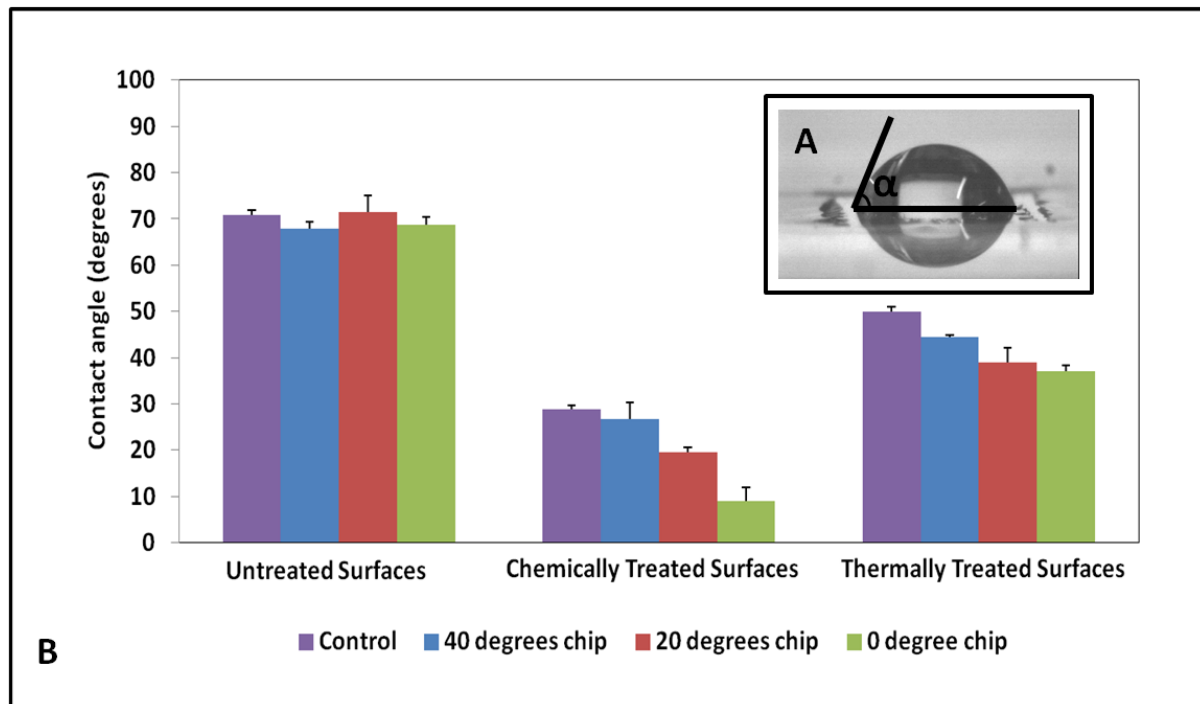 100
90
80
70
60
50
40
30
20
10
0
Contact angle (degrees)
A
α
Untreated Surfaces
Chemically Treated Surfaces
Thermally Treated Surfaces
B
Control
40 degrees chip
20 degrees chip
0 degree chip